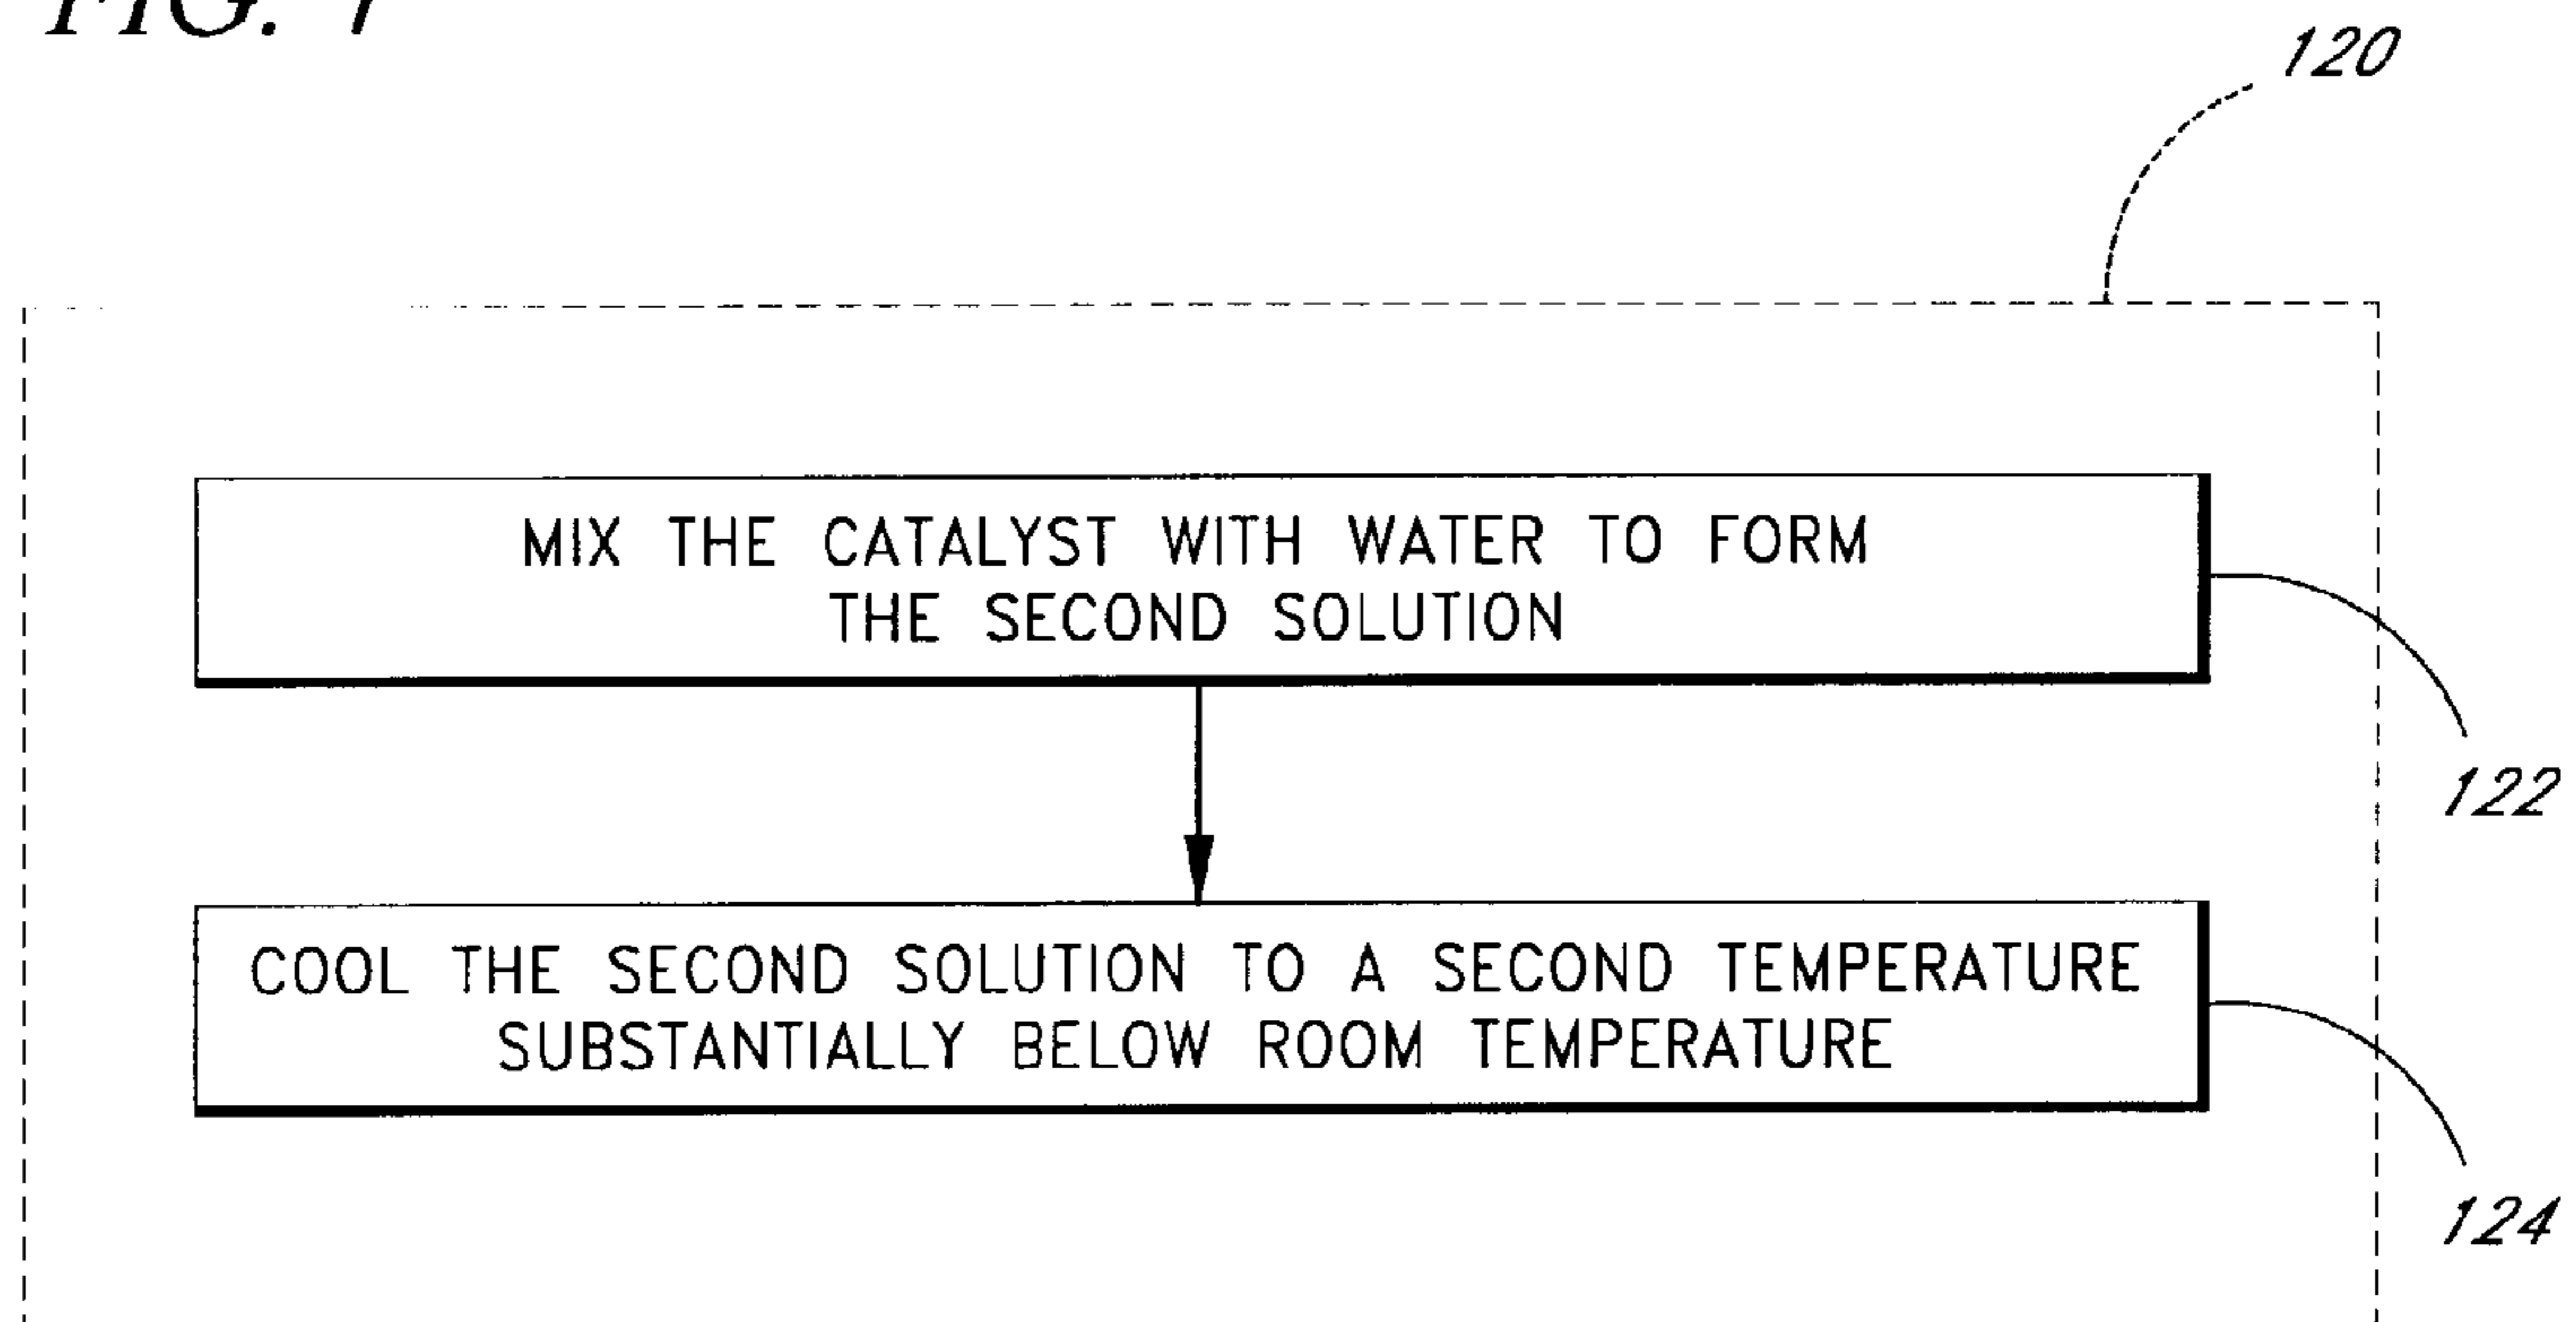 FIG.
120
MIX THE CATALYST WITH WATER TO FORM
THE SECOND SOLUTION
122
COOL THE SECOND SOLUTION TO A SECOND TEMPERATURE
SUBSTANTIALLY BELOW ROOM TEMPERATURE
124